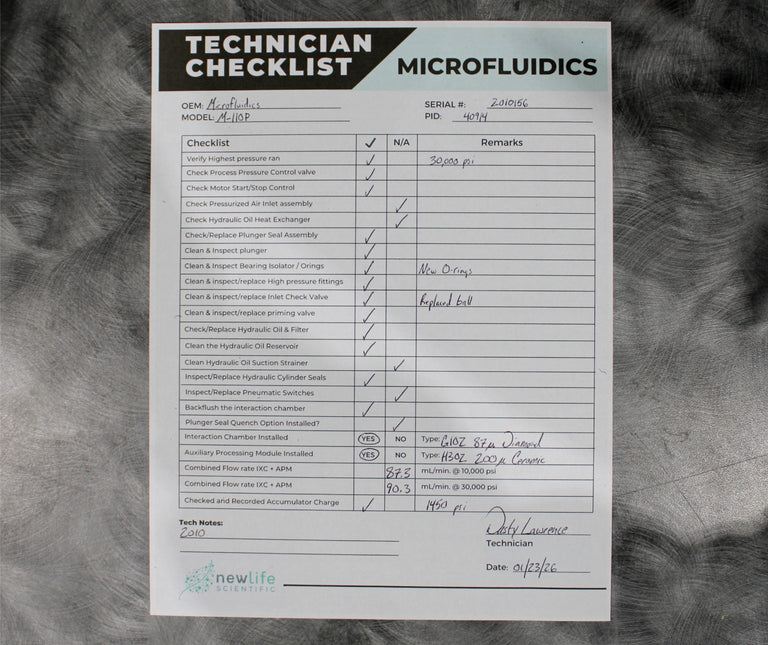 TECHNICIAN
CHECKLIST
MICROFLUIDICS
OEM: Microfluidics SERIAL #: 2010156
MODEL: M-110P PID: 40914
Checklist ✓ N/A Remarks
Verify Highest pressure ran ✓ 30,000 psi
Check Process Pressure Control valve ✓
Check Motor Start/Stop Control ✓
Check Pressurized Air Inlet assembly ✓
Check Hydraulic Oil Heat Exchanger ✓
Check/Replace Plunger Seal Assembly ✓
Clean & Inspect plunger ✓
Clean & Inspect Bearing Isolator / Orings ✓ New O-rings
Clean & inspect/replace High pressure fittings ✓
Clean & inspect/replace Inlet Check Valve ✓ Replaced ball
Clean & inspect/replace priming valve ✓
Check/Replace Hydraulic Oil & Filter ✓
Clean the Hydraulic Oil Reservoir ✓
Clean Hydraulic Oil Suction Strainer ✓
Inspect/Replace Hydraulic Cylinder Seals ✓
Inspect/Replace Pneumatic Switches ✓
Backflush the interaction chamber ✓
Plunger Seal Quench Option Installed? ✓
Interaction Chamber Installed YES NO Type: G10Z 87µ Diamond
Auxiliary Processing Module Installed YES NO Type: H30Z 200µ Ceramic
Combined Flow rate IXC + APM 87.3 mL/min. @ 10,000 psi
Combined Flow rate IXC + APM 90.3 mL/min. @ 30,000 psi
Checked and Recorded Accumulator Charge ✓ 1450 psi
Tech Notes:
2010
Dusty Lawrence
Technician
Date: 01/23/26
newlife
SCIENTIFIC